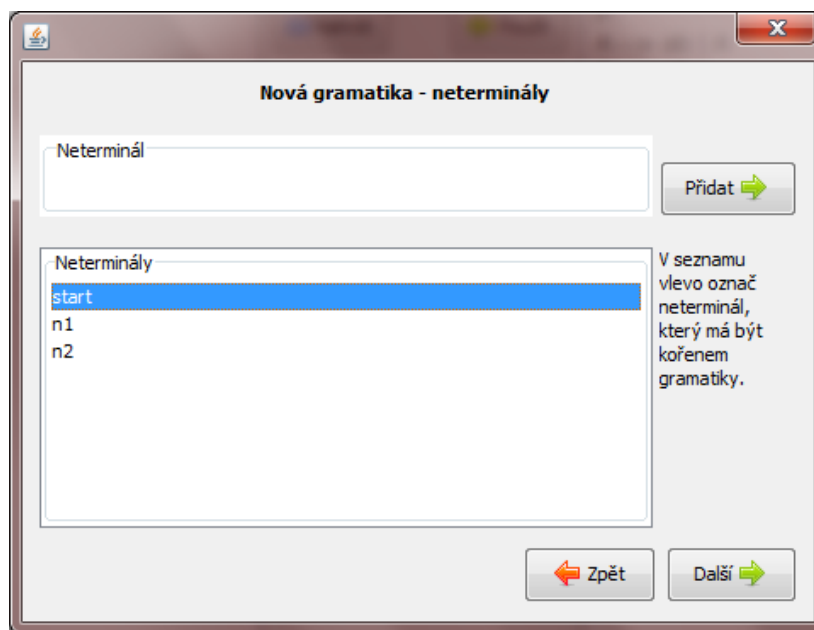 Nová gramatika - neterminály
Neterminál
Přidat
Neterminály
start
n1
n2
V seznamu
vlevo označ
neterminál,
který má být
kořenem
gramatiky.
Zpět
Další